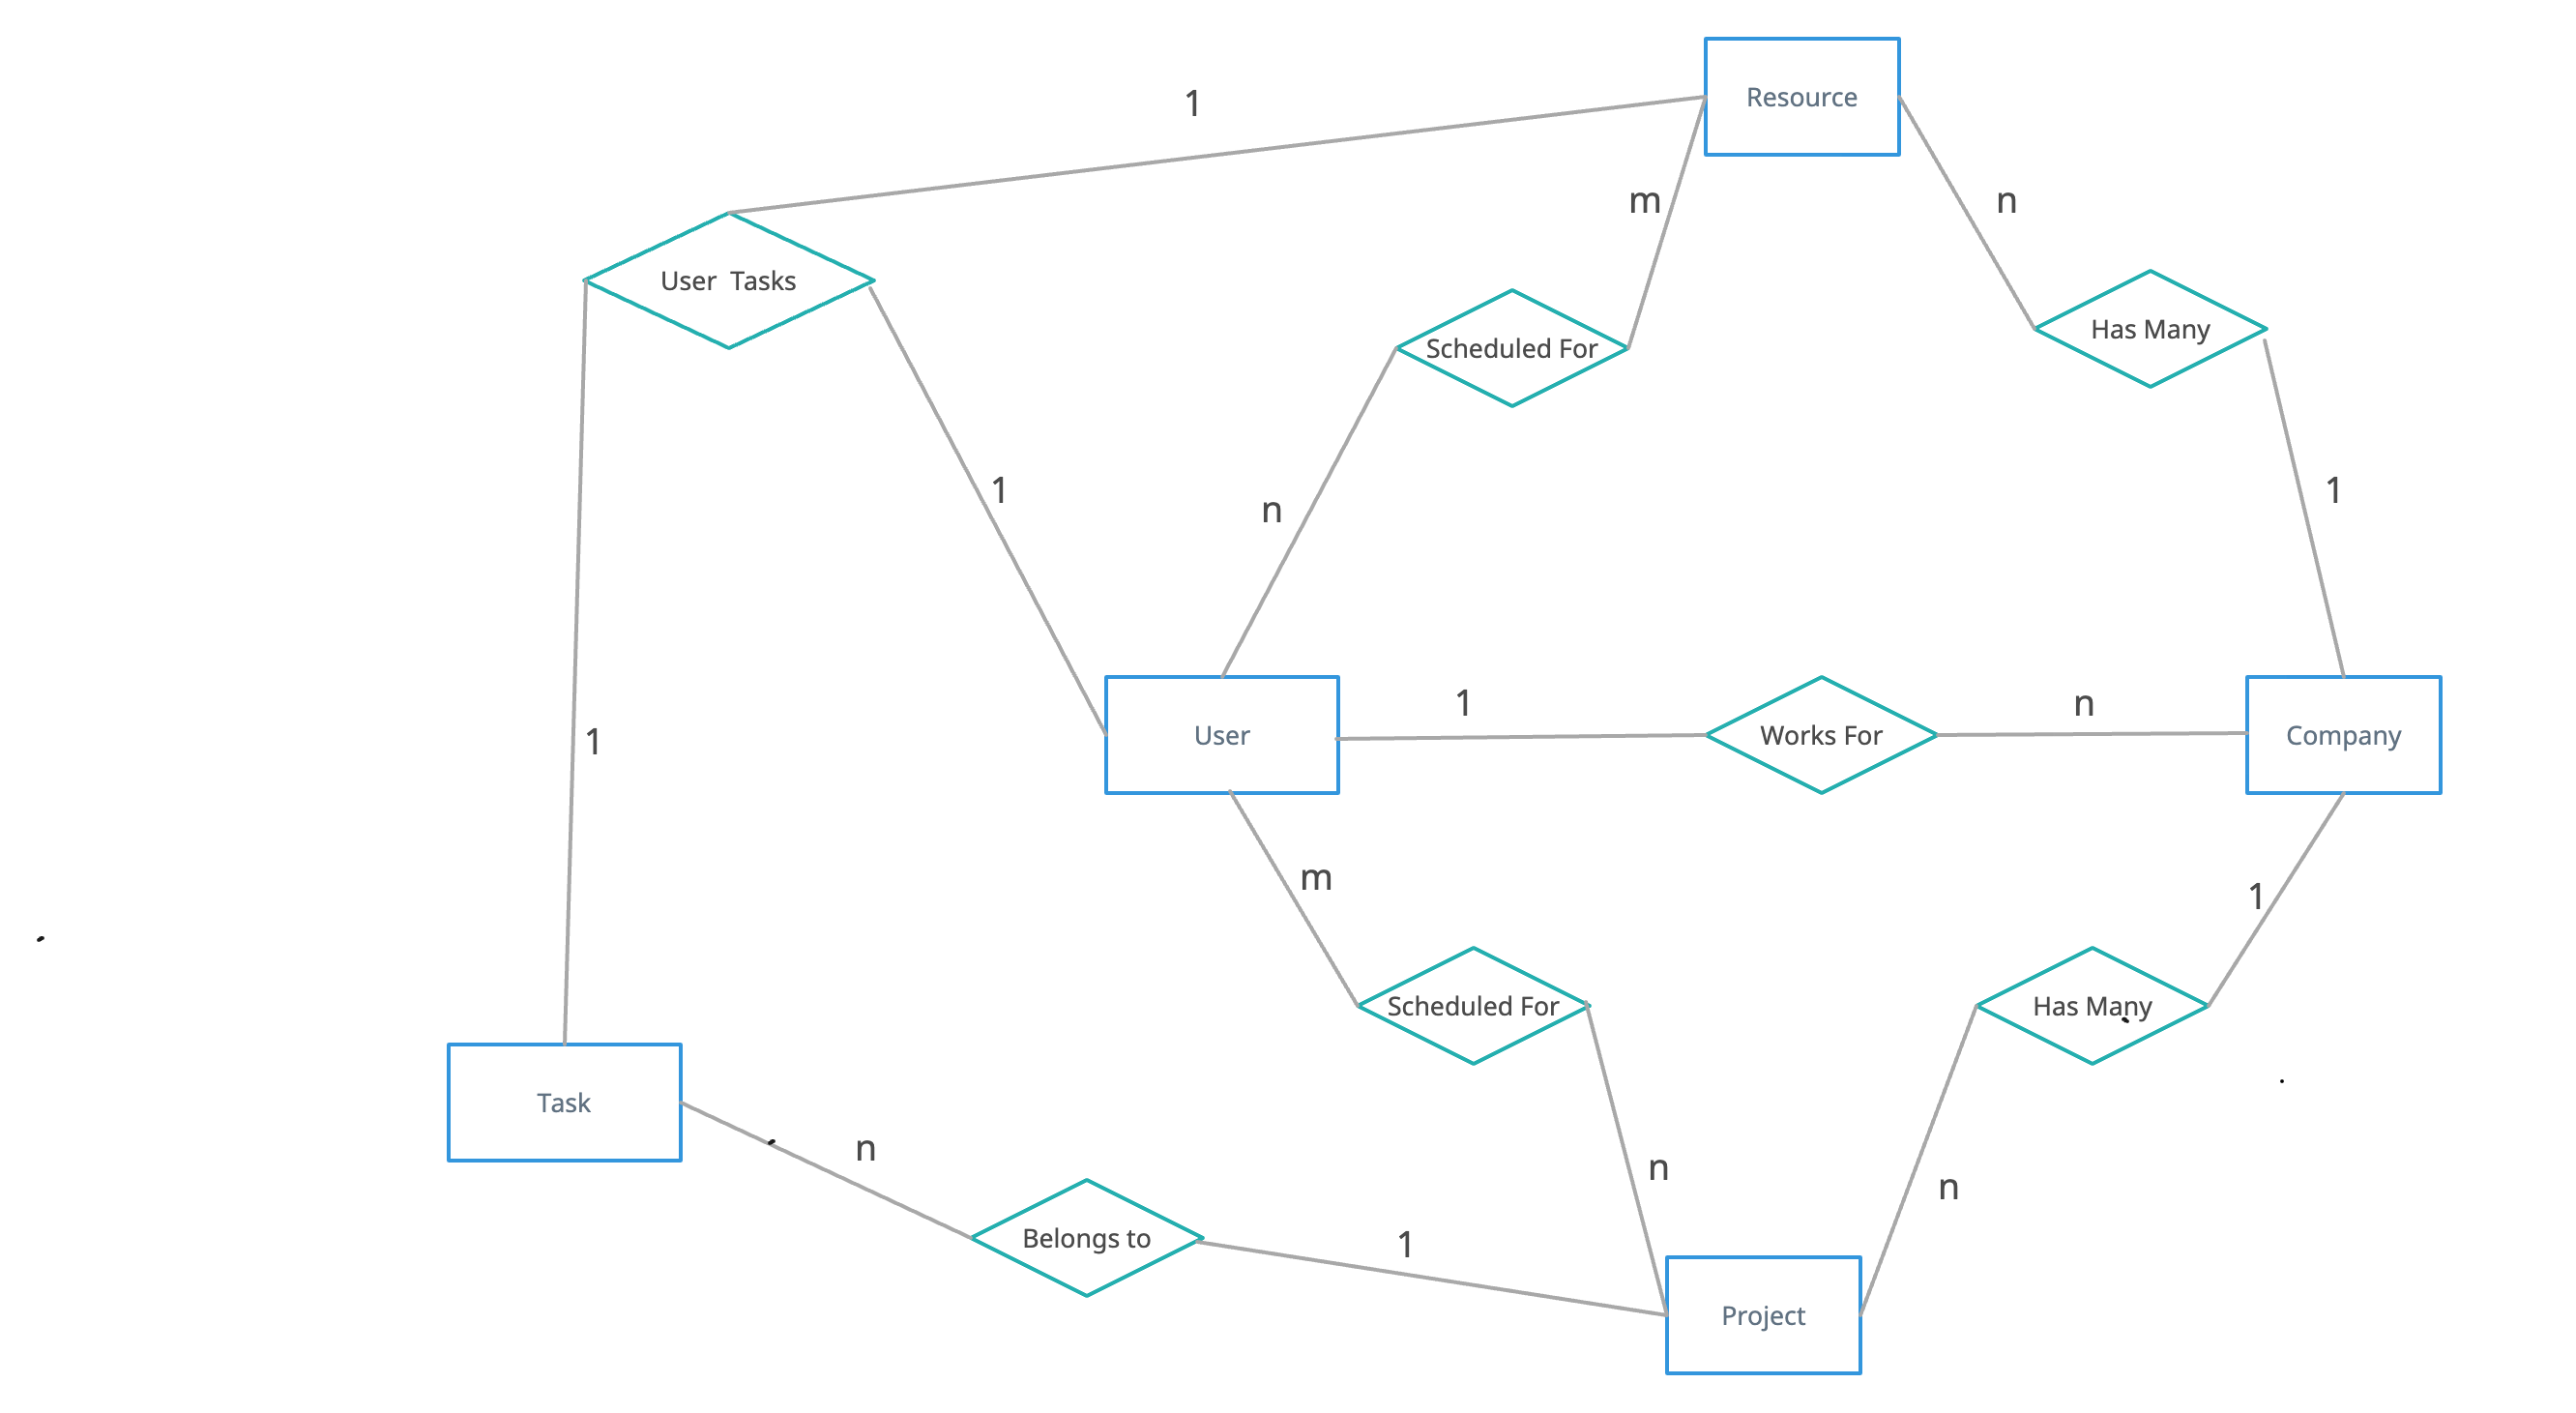 Resource
1
m
n
User  Tasks
Has Many
Scheduled For
1
n
1
User
1
Works For
n
Company
1
m
1
Scheduled For
Has Many
Task
n
n
n
Belongs to
1
Project